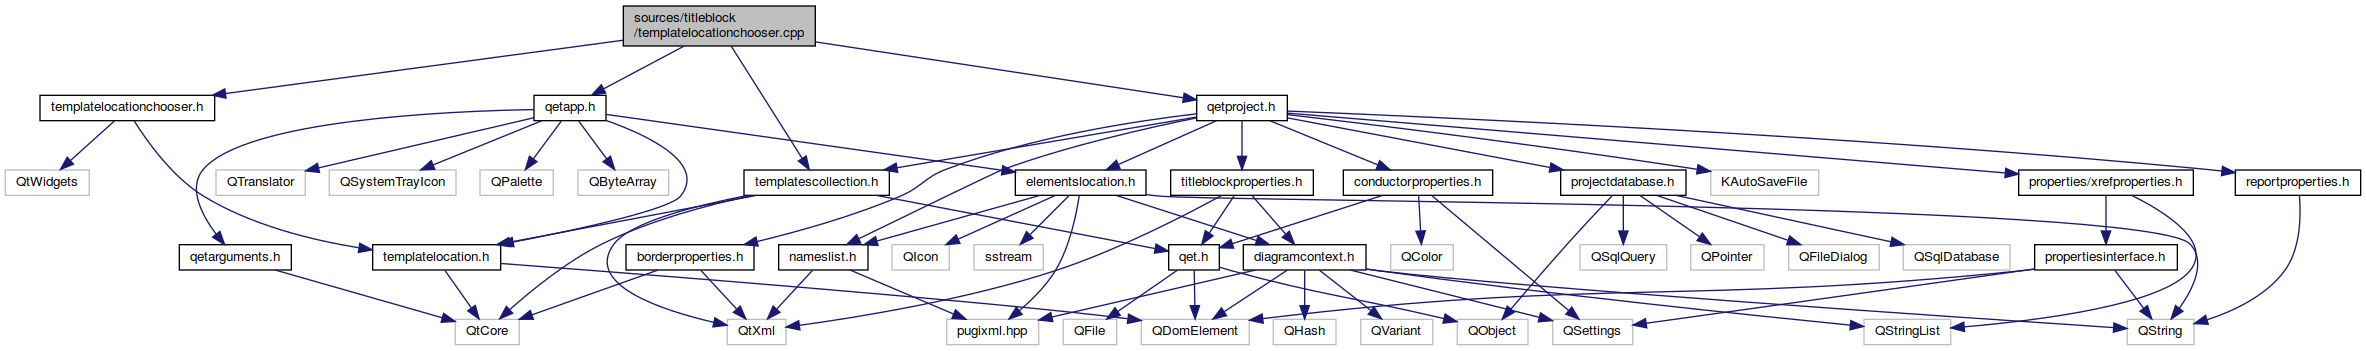 sources/titleblock
/templatelocationchooser.cpp
templatelocationchooser.h
qetapp.h
qetproject.h
QtWidgets
QTranslator
QSystemTrayIcon
QPalette
QByteArray
templatescollection.h
elementslocation.h
titleblockproperties.h
conductorproperties.h
projectdatabase.h
KAutoSaveFile
properties/xrefproperties.h
reportproperties.h
qetarguments.h
templatelocation.h
borderproperties.h
nameslist.h
QIcon
sstream
qet.h
diagramcontext.h
QColor
QSqlQuery
QPointer
QFileDialog
QSqlDatabase
propertiesinterface.h
QtCore
QtXml
pugixml.hpp
QFile
QDomElement
QHash
QVariant
QObject
QSettings
QStringList
QString